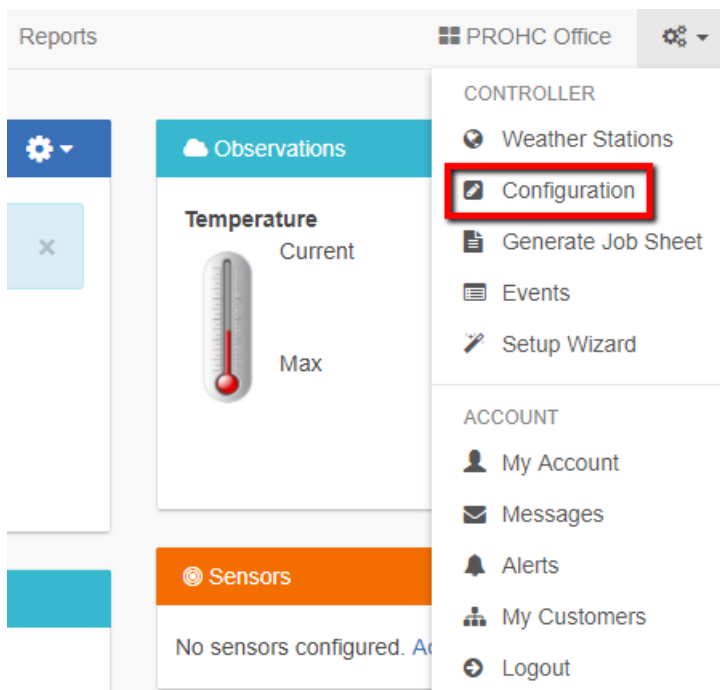 Reports
PROHC Office
CONTROLLER
Weather Stations
Configuration
Generate Job Sheet
Events
Setup Wizard
ACCOUNT
My Account
Messages
Alerts
My Customers
Logout
Observations
Temperature
Current
Max
Sensors
No sensors configured.